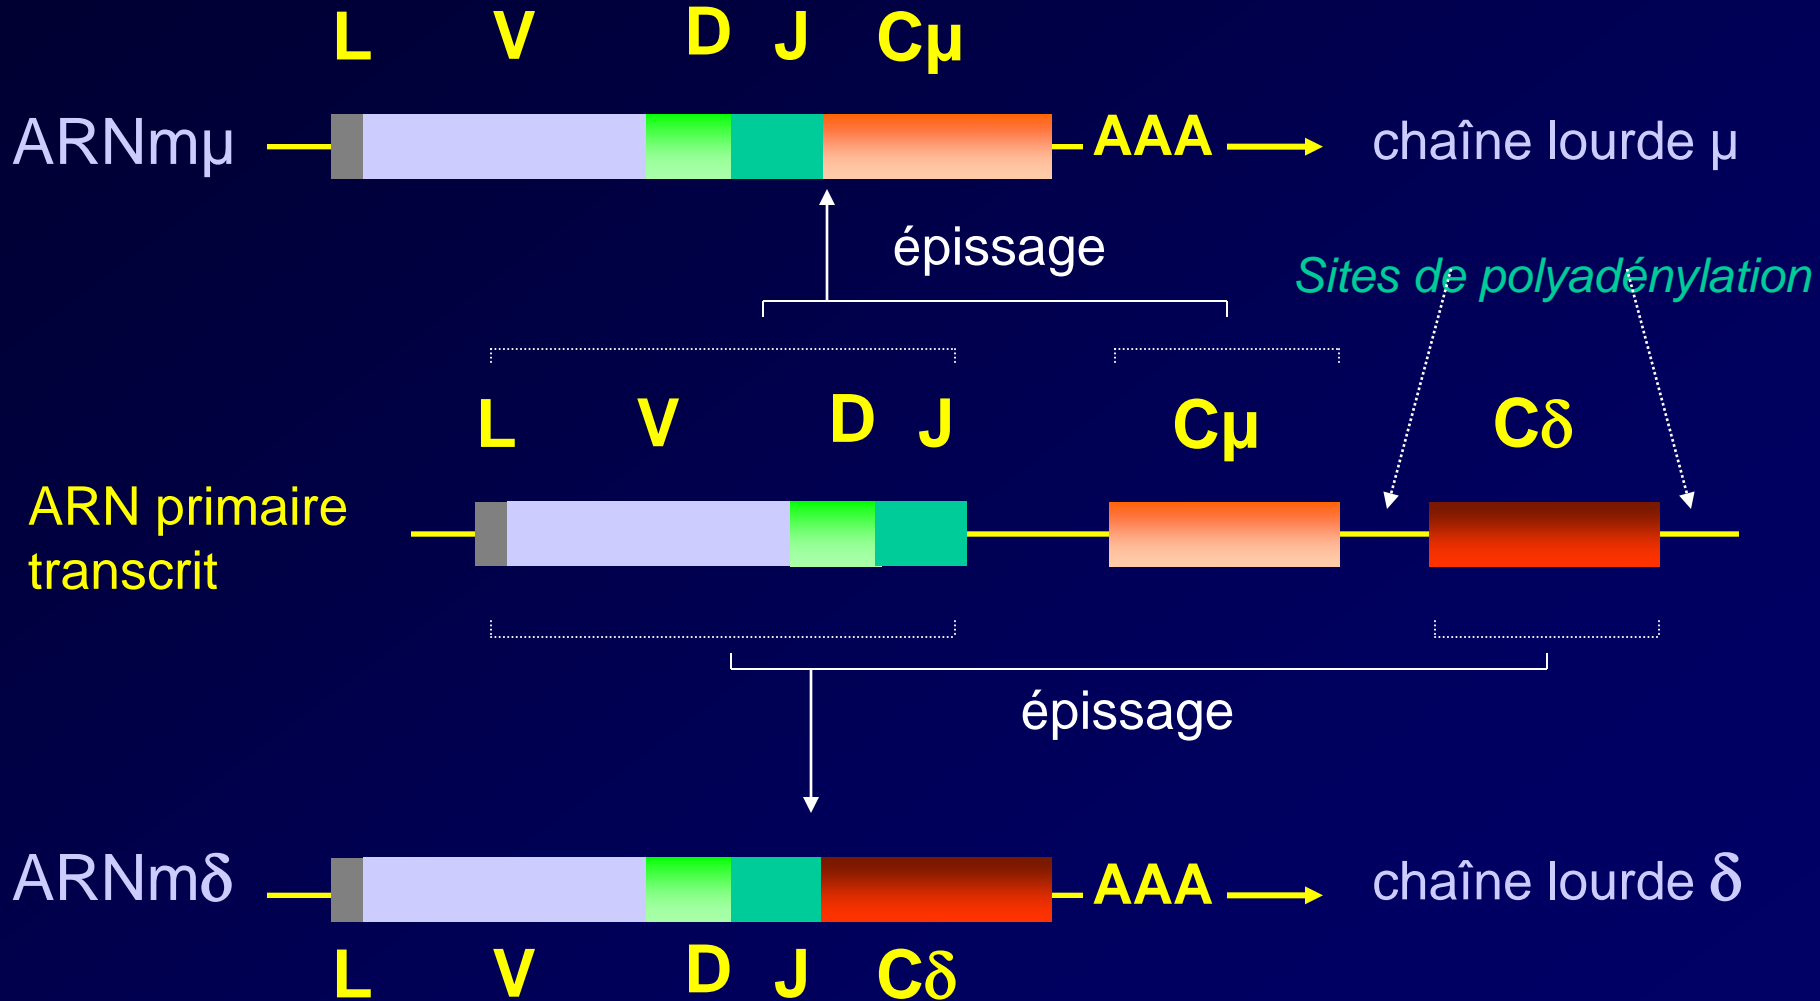 L V D J Cµ
ARNmµ AAA chaîne lourde µ
épissage
Sites de polyadénylation
L V D J Cµ Cδ
ARN primaire
transcrit
épissage
ARNmδ AAA chaîne lourde δ
L V D J Cδ